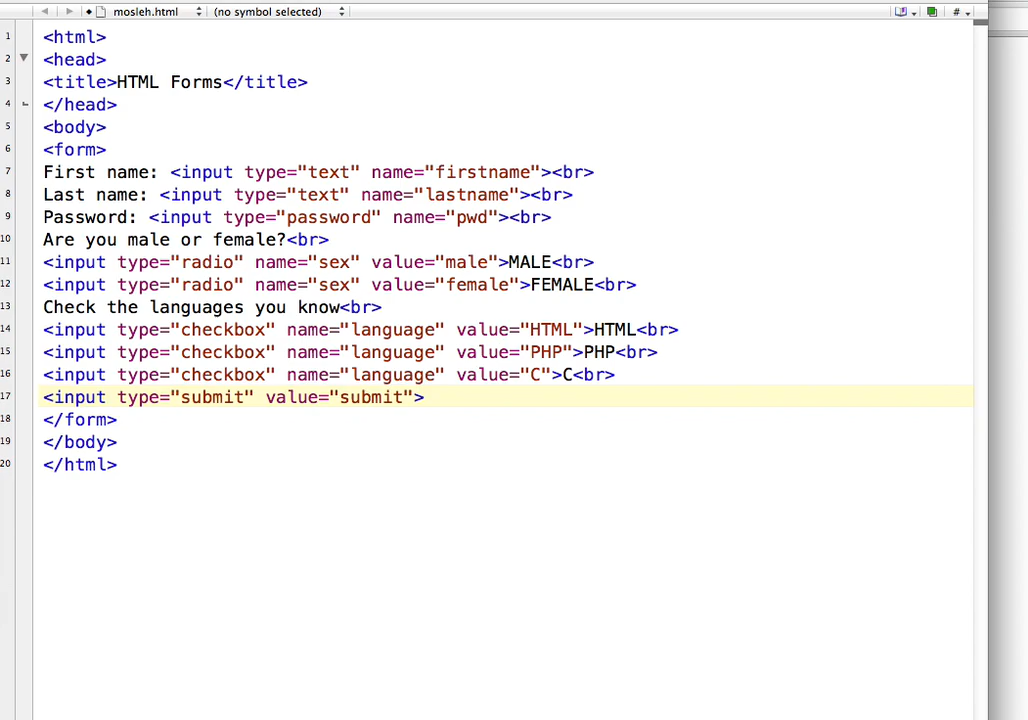 mosleh.html (no symbol selected) #
1 <html>
2 <head>
3 <title>HTML Forms</title>
4 </head>
5 <body>
6 <form>
7 First name: <input type="text" name="firstname"><br>
8 Last name: <input type="text" name="lastname"><br>
9 Password: <input type="password" name="pwd"><br>
10 Are you male or female?<br>
11 <input type="radio" name="sex" value="male">MALE<br>
12 <input type="radio" name="sex" value="female">FEMALE<br>
13 Check the languages you know<br>
14 <input type="checkbox" name="language" value="HTML">HTML<br>
15 <input type="checkbox" name="language" value="PHP">PHP<br>
16 <input type="checkbox" name="language" value="C">C<br>
17 <input type="submit" value="submit">
18 </form>
19 </body>
20 </html>